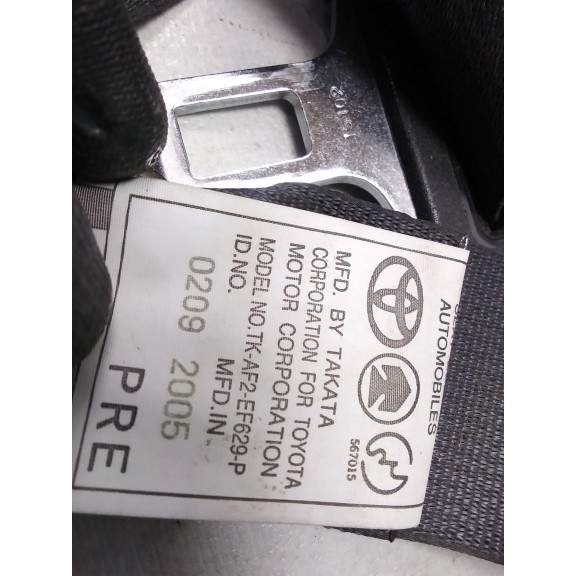 AUTOMOBILES
567015
MFD. BY TAKATA
CORPORATION FOR TOYOTA
MOTOR CORPORATION
MODEL NO.TK-AF2-EF629-P
ID.NO. MFD.IN
0209 2005
PRE